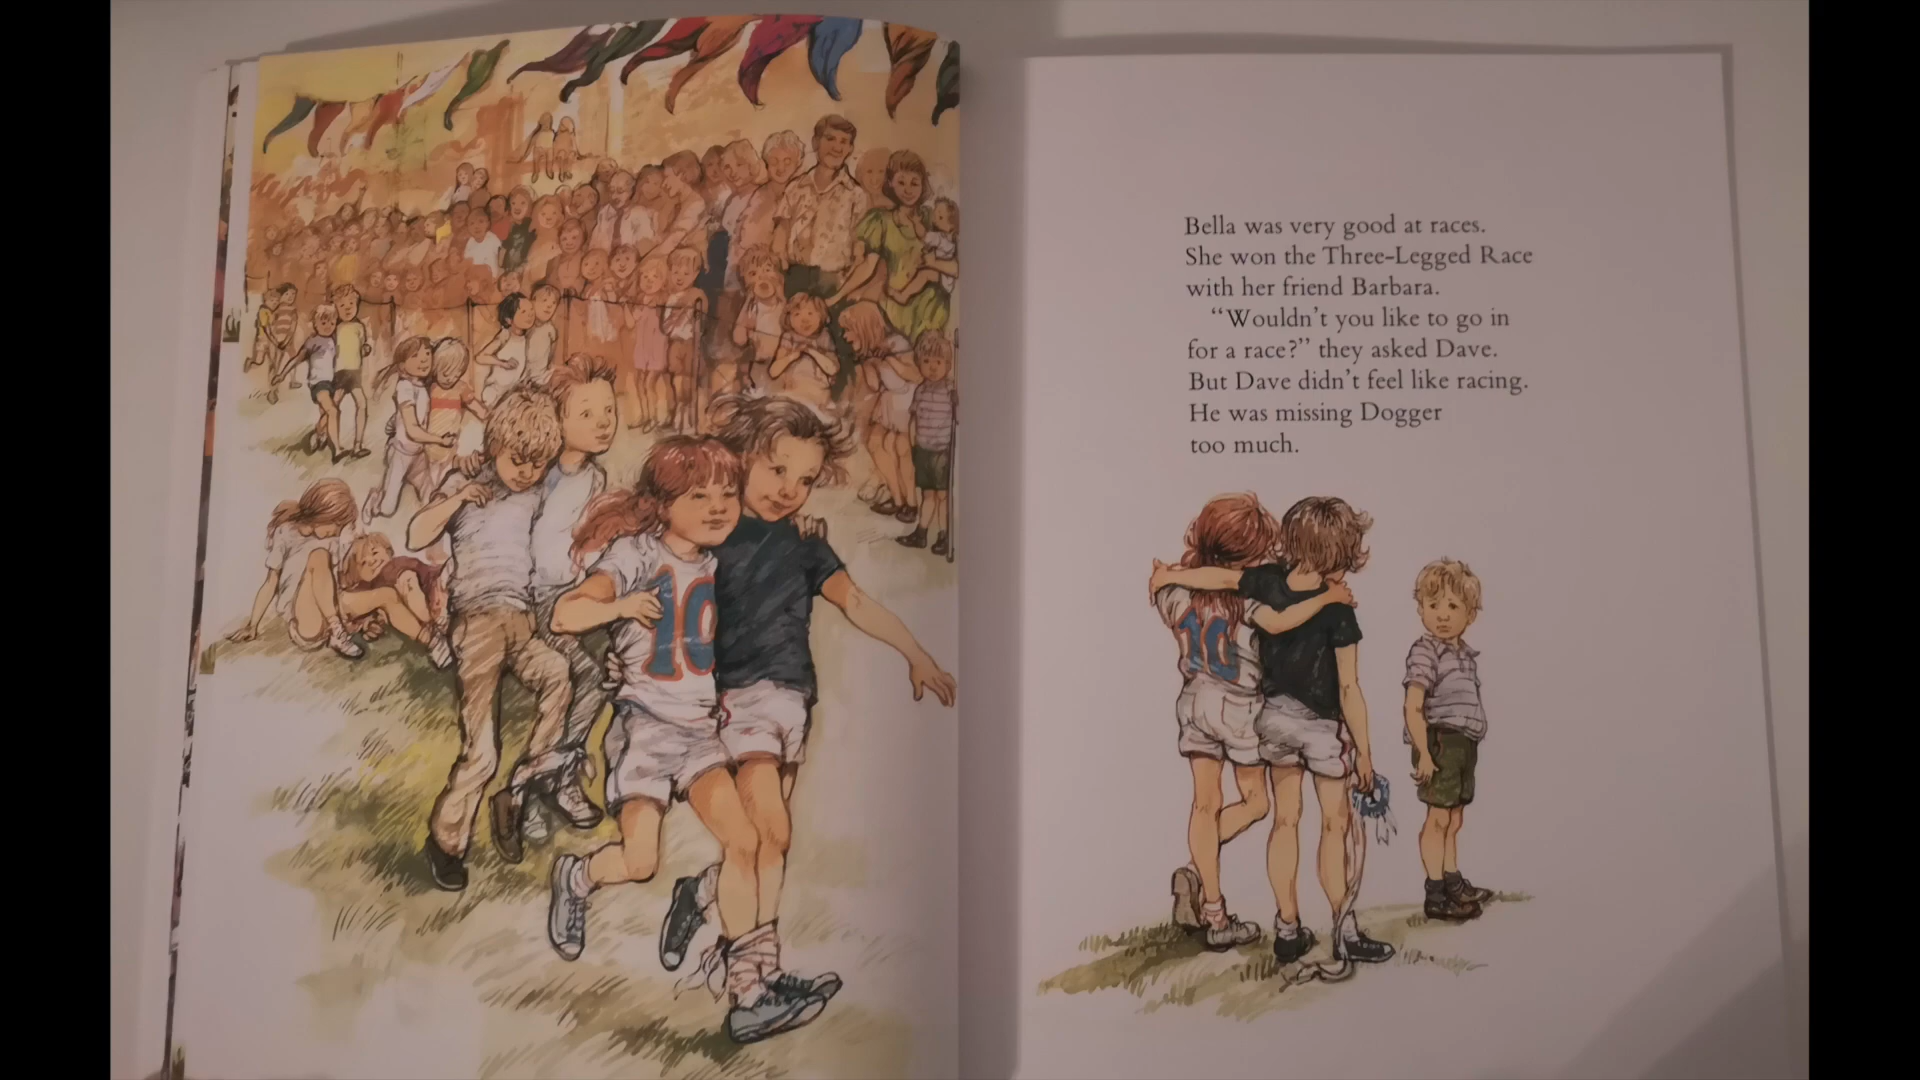 10
Bella was very good at races.
She won the Three-Legged Race
with her friend Barbara.
“Wouldn’t you like to go in
for a race?” they asked Dave.
But Dave didn’t feel like racing.
He was missing Dogger
too much.
10